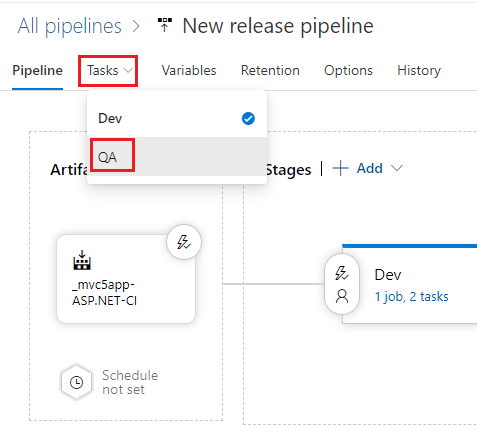 All pipelines > New release pipeline
Pipeline Tasks Variables Retention Options History
Dev
QA
Artifa
Stages | + Add
_mvc5app-
ASP.NET-CI
Dev
1 job, 2 tasks
Schedule
not set